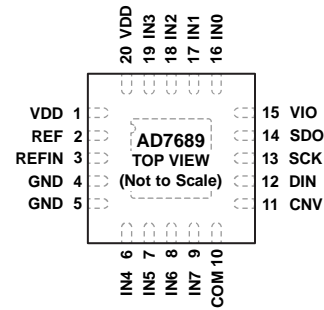 20 VDD
19 IN3
18 IN2
17 IN1
16 IN0
VDD 1
REF 2
REFIN 3
GND 4
GND 5
AD7689
TOP VIEW
(Not to Scale)
15 VIO
14 SDO
13 SCK
12 DIN
11 CNV
IN4 6
IN5 7
IN6 8
IN7 9
COM 10